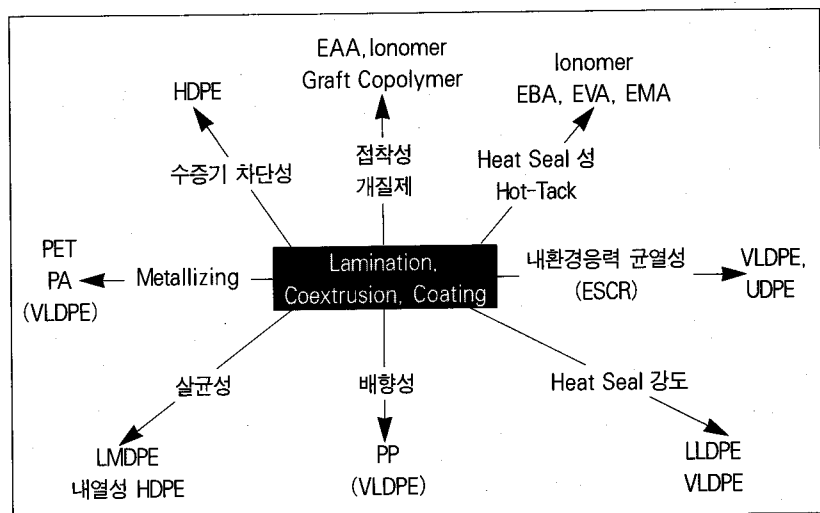 EAA, Ionomer
Graft Copolymer
Ionomer
EBA, EVA, EMA
HDPE
수증기 차단성
접착성
개질제
Heat Seal 성
Hot-Tack
PET
PA
(VLDPE)
Metallizing
Lamination,
Coextrusion, Coating
내환경응력 균열성
(ESCR)
VLDPE,
UDPE
살균성
배향성
Heat Seal 강도
LMDPE
내열성 HDPE
PP
(VLDPE)
LLDPE
VLDPE